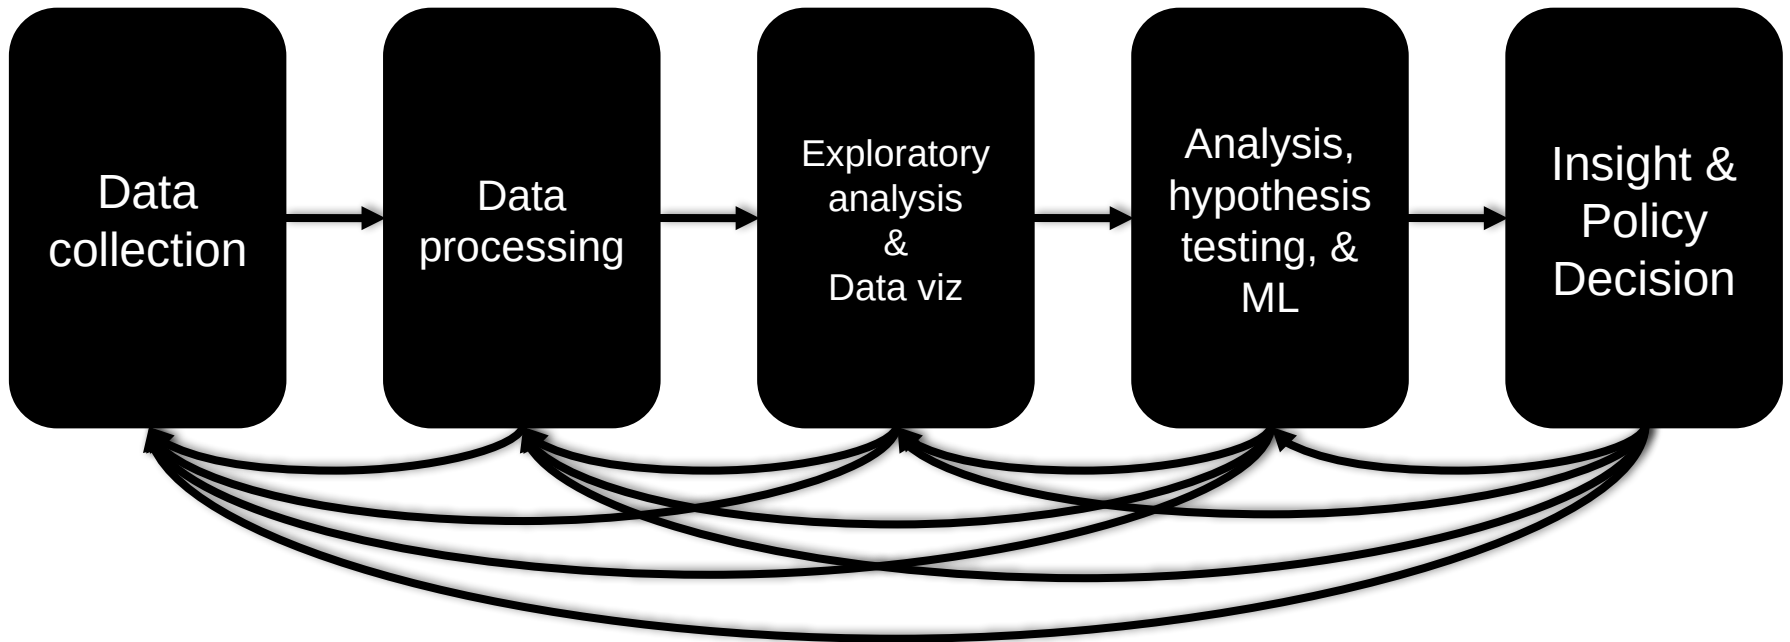 Data
collection
Data
processing
Exploratory
analysis
&
Data viz
Analysis,
hypothesis
testing, &
ML
Insight &
Policy
Decision